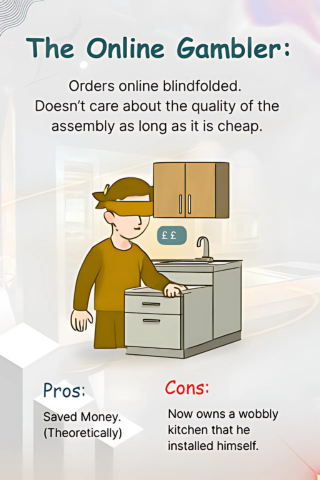 The Online Gambler:
Orders online blindfolded.
Doesn’t care about the quality of the
assembly as long as it is cheap.
££
Pros:
Saved Money.
(Theoretically)
Cons:
Now owns a wobbly
kitchen that he
installed himself.